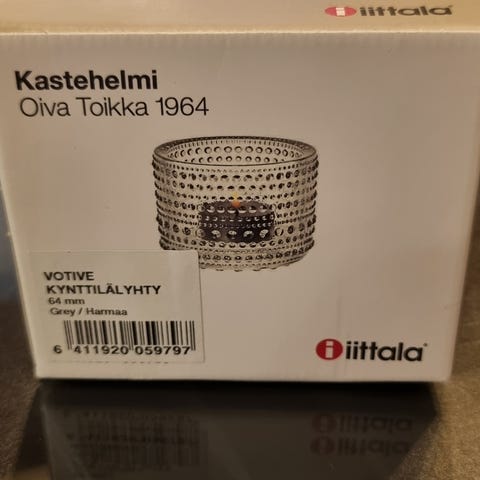 iittala
Kastehelmi
Oiva Toikka 1964
VOTIVE
KYNTTILÄLYHTY
64 mm
Grey / Harmaa
6 411920 059797
iittala